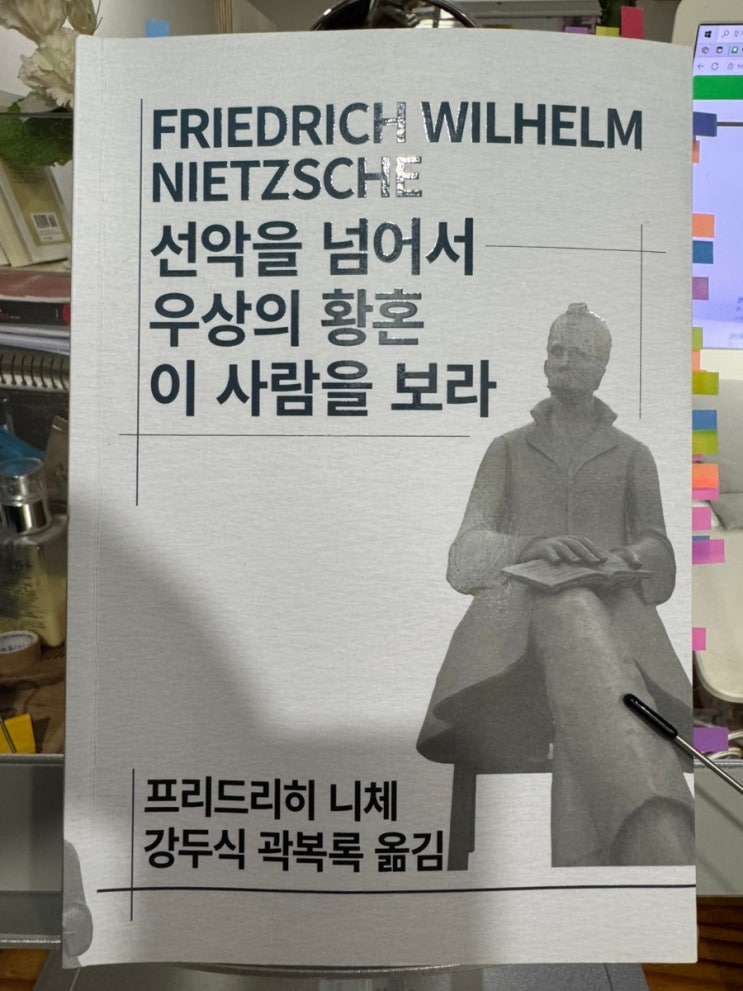 FRIEDRICH WILHELM
NIETZSCHE
선악을 넘어서
우상의 황혼
이 사람을 보라
프리드리히 니체
강두식 곽복록 옮김